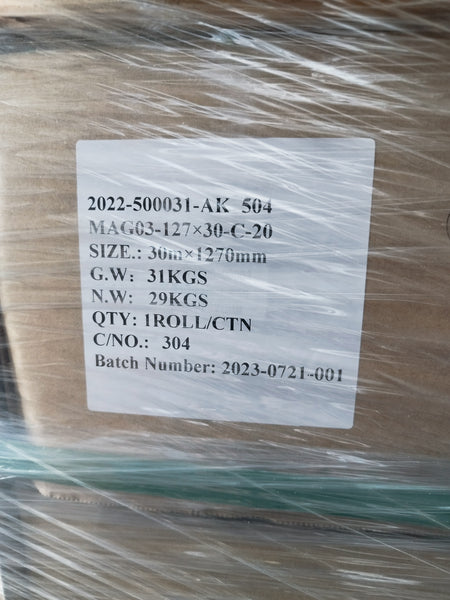 2022-500031-AK 504
MAG03-127×30-C-20
SIZE.: 30m×1270mm
G.W: 31KGS
N.W: 29KGS
QTY: 1ROLL/CTN
C/NO.: 304
Batch Number: 2023-0721-001